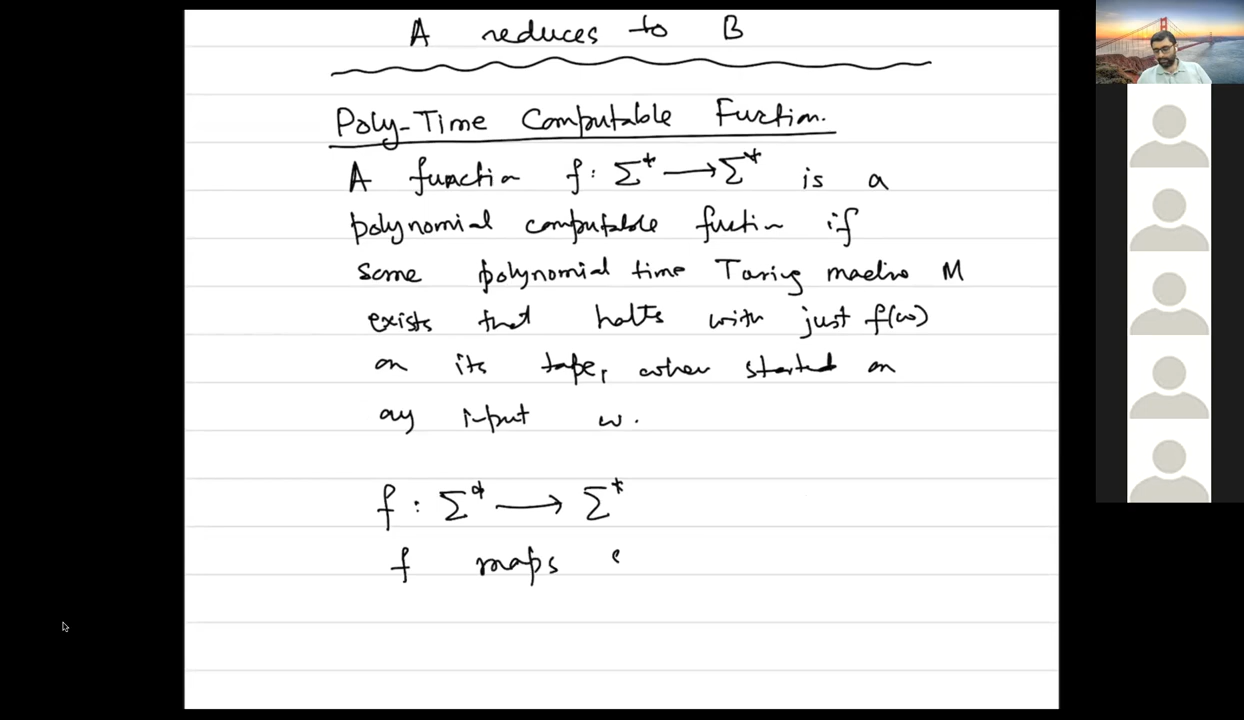 A reduces to B
Poly-Time Computable Function.
A function f: Σ* → Σ* is a
polynomial computable function if
some polynomial time Turing machine M
exists that halts with just f(w)
on its tape, when started on
any input w.
f : Σ* → Σ*
f maps